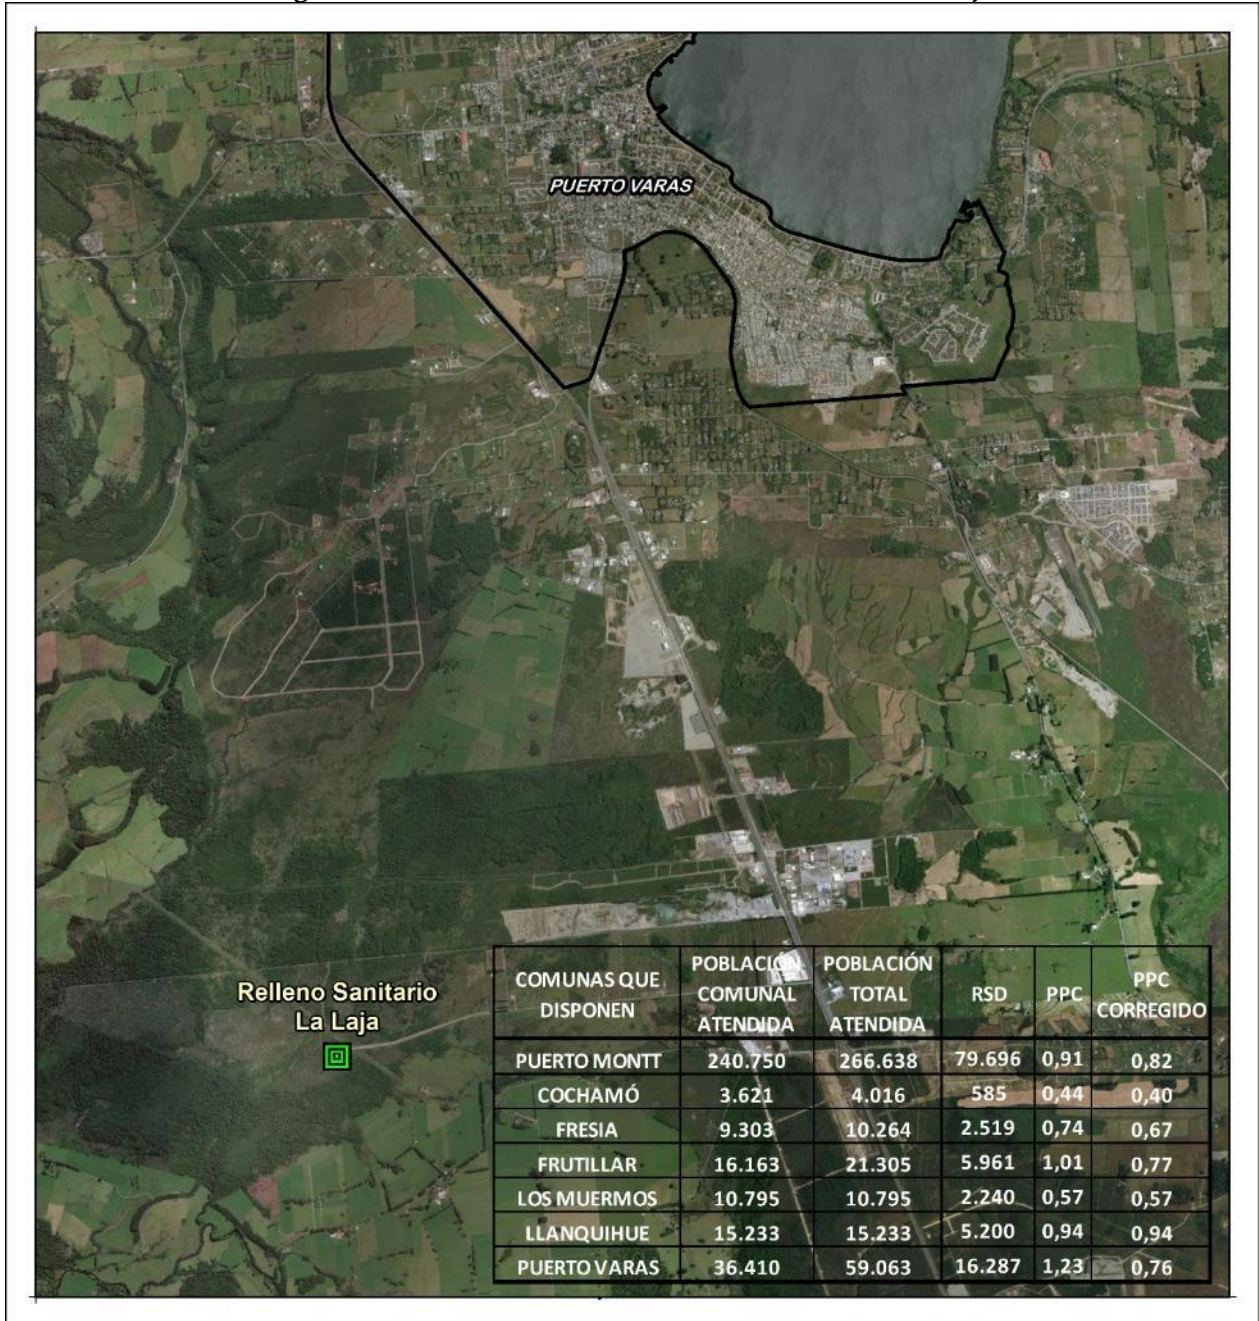 PUERTO VARAS
Relleno Sanitario
La Laja
COMUNAS QUE DISPONEN POBLACIÓN COMUNAL ATENDIDA POBLACIÓN TOTAL ATENDIDA RSD PPC PPC CORREGIDO
PUERTO MONTT 240.750 266.638 79.696 0,91 0,82
COCHAMÓ 3.621 4.016 585 0,44 0,40
FRESIA 9.303 10.264 2.519 0,74 0,67
FRUTILLAR 16.163 21.305 5.961 1,01 0,77
LOS MUERMOS 10.795 10.795 2.240 0,57 0,57
LLANQUIHUE 15.233 15.233 5.200 0,94 0,94
PUERTO VARAS 36.410 59.063 16.287 1,23 0,76